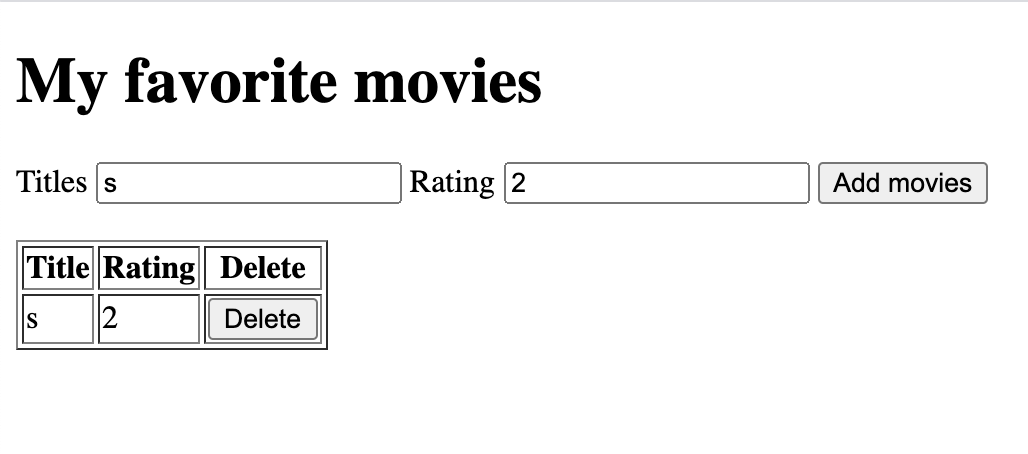 My favorite movies
Titles s Rating 2 Add movies
Title Rating Delete
s 2 Delete